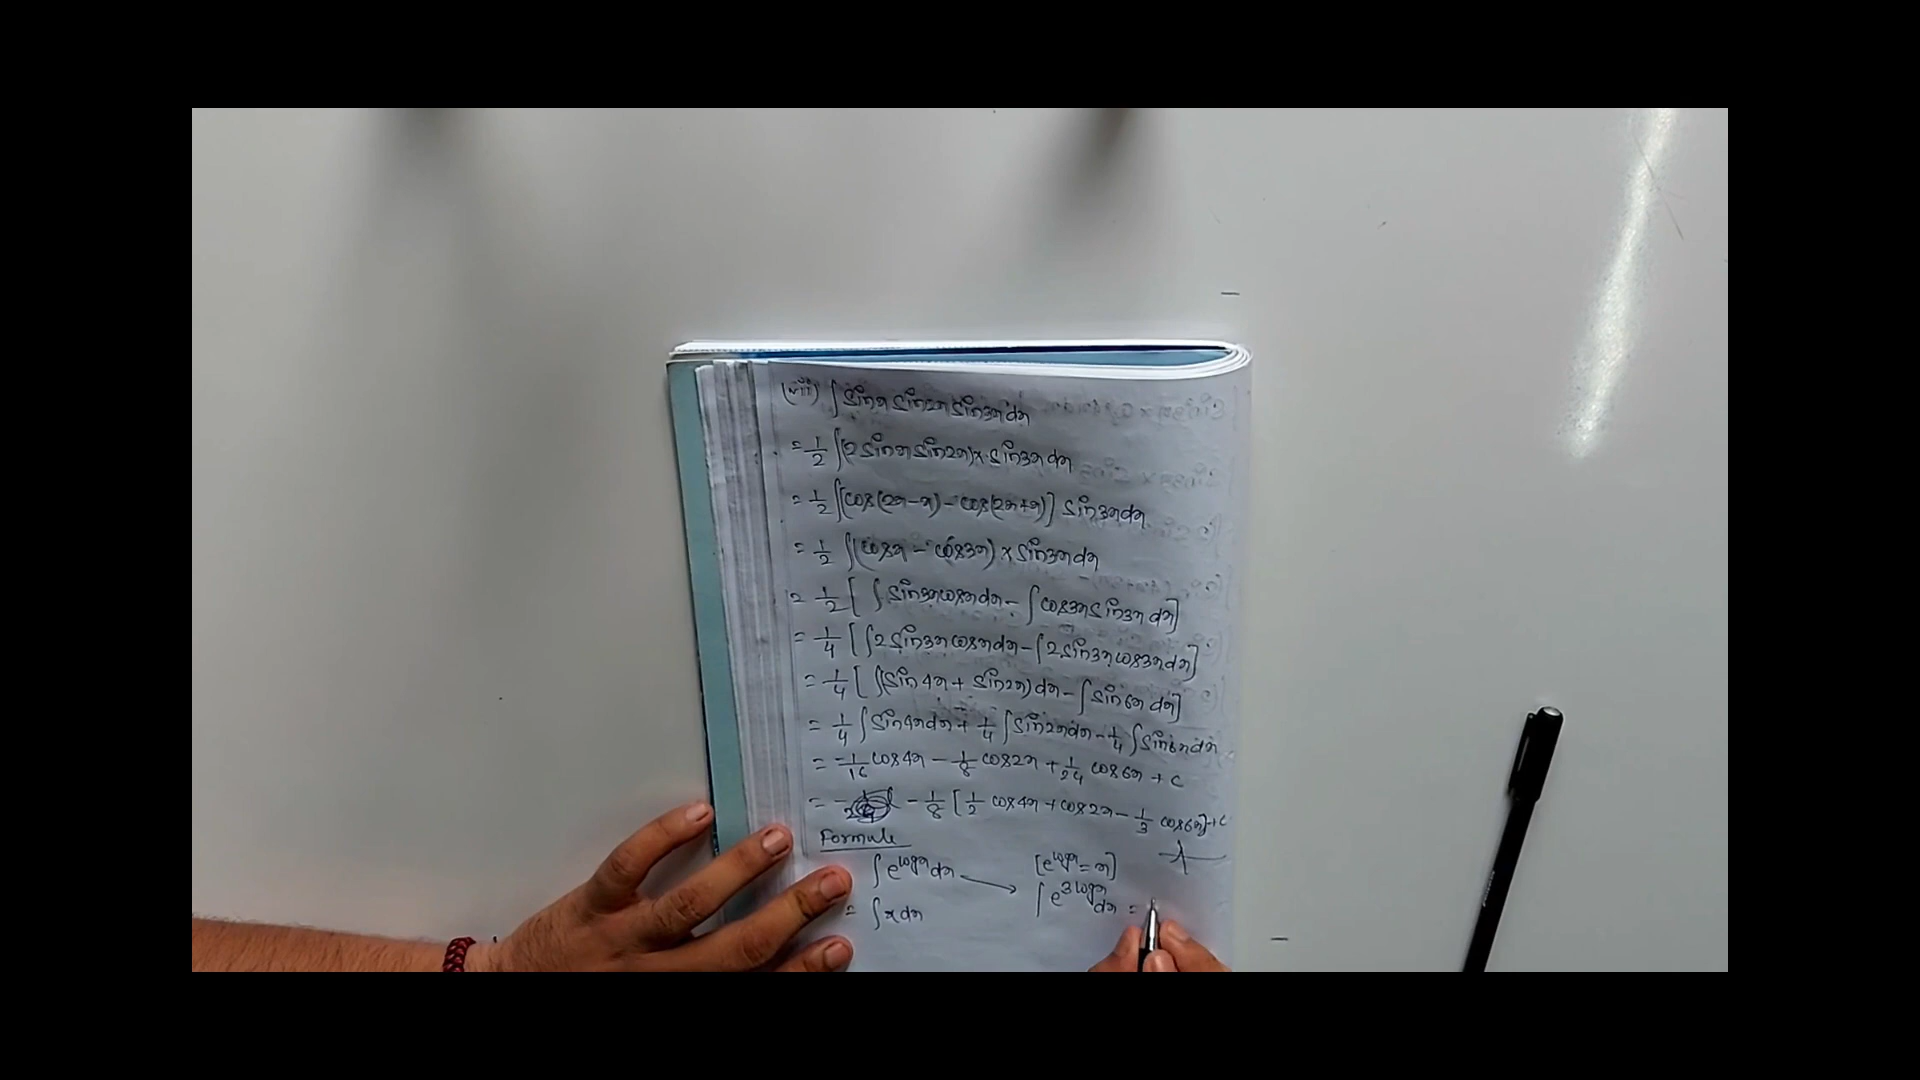 (vii) ∫ sinx sin2x sin3x dx
= 1/2 ∫(2 sinx sin2x) x sin3x dx
= 1/2 ∫[cos(2x-x) - cos(2x+x)] sin3x dx
= 1/2 ∫(cosx - cos3x) x sin3x dx
= 1/2 [ ∫ sin3x cosx dx - ∫ cos3x sin3x dx]
= 1/4 [ ∫2 sin3x cosx dx - ∫2 sin3x cos3x dx]
= 1/4 [ ∫(sin4x + sin2x) dx - ∫ sin6x dx]
= 1/4 ∫ sin4x dx + 1/4 ∫ sin2x dx - 1/4 ∫ sin6x dx
= -1/16 cos4x - 1/8 cos2x + 1/24 cos6x + c
= - 1/8 [ 1/2 cos4x + cos2x - 1/3 cos6x] + c
Formula
∫ e^logx dx → [e^logx = x]
∫ e^3logx dx =
= ∫ x dx